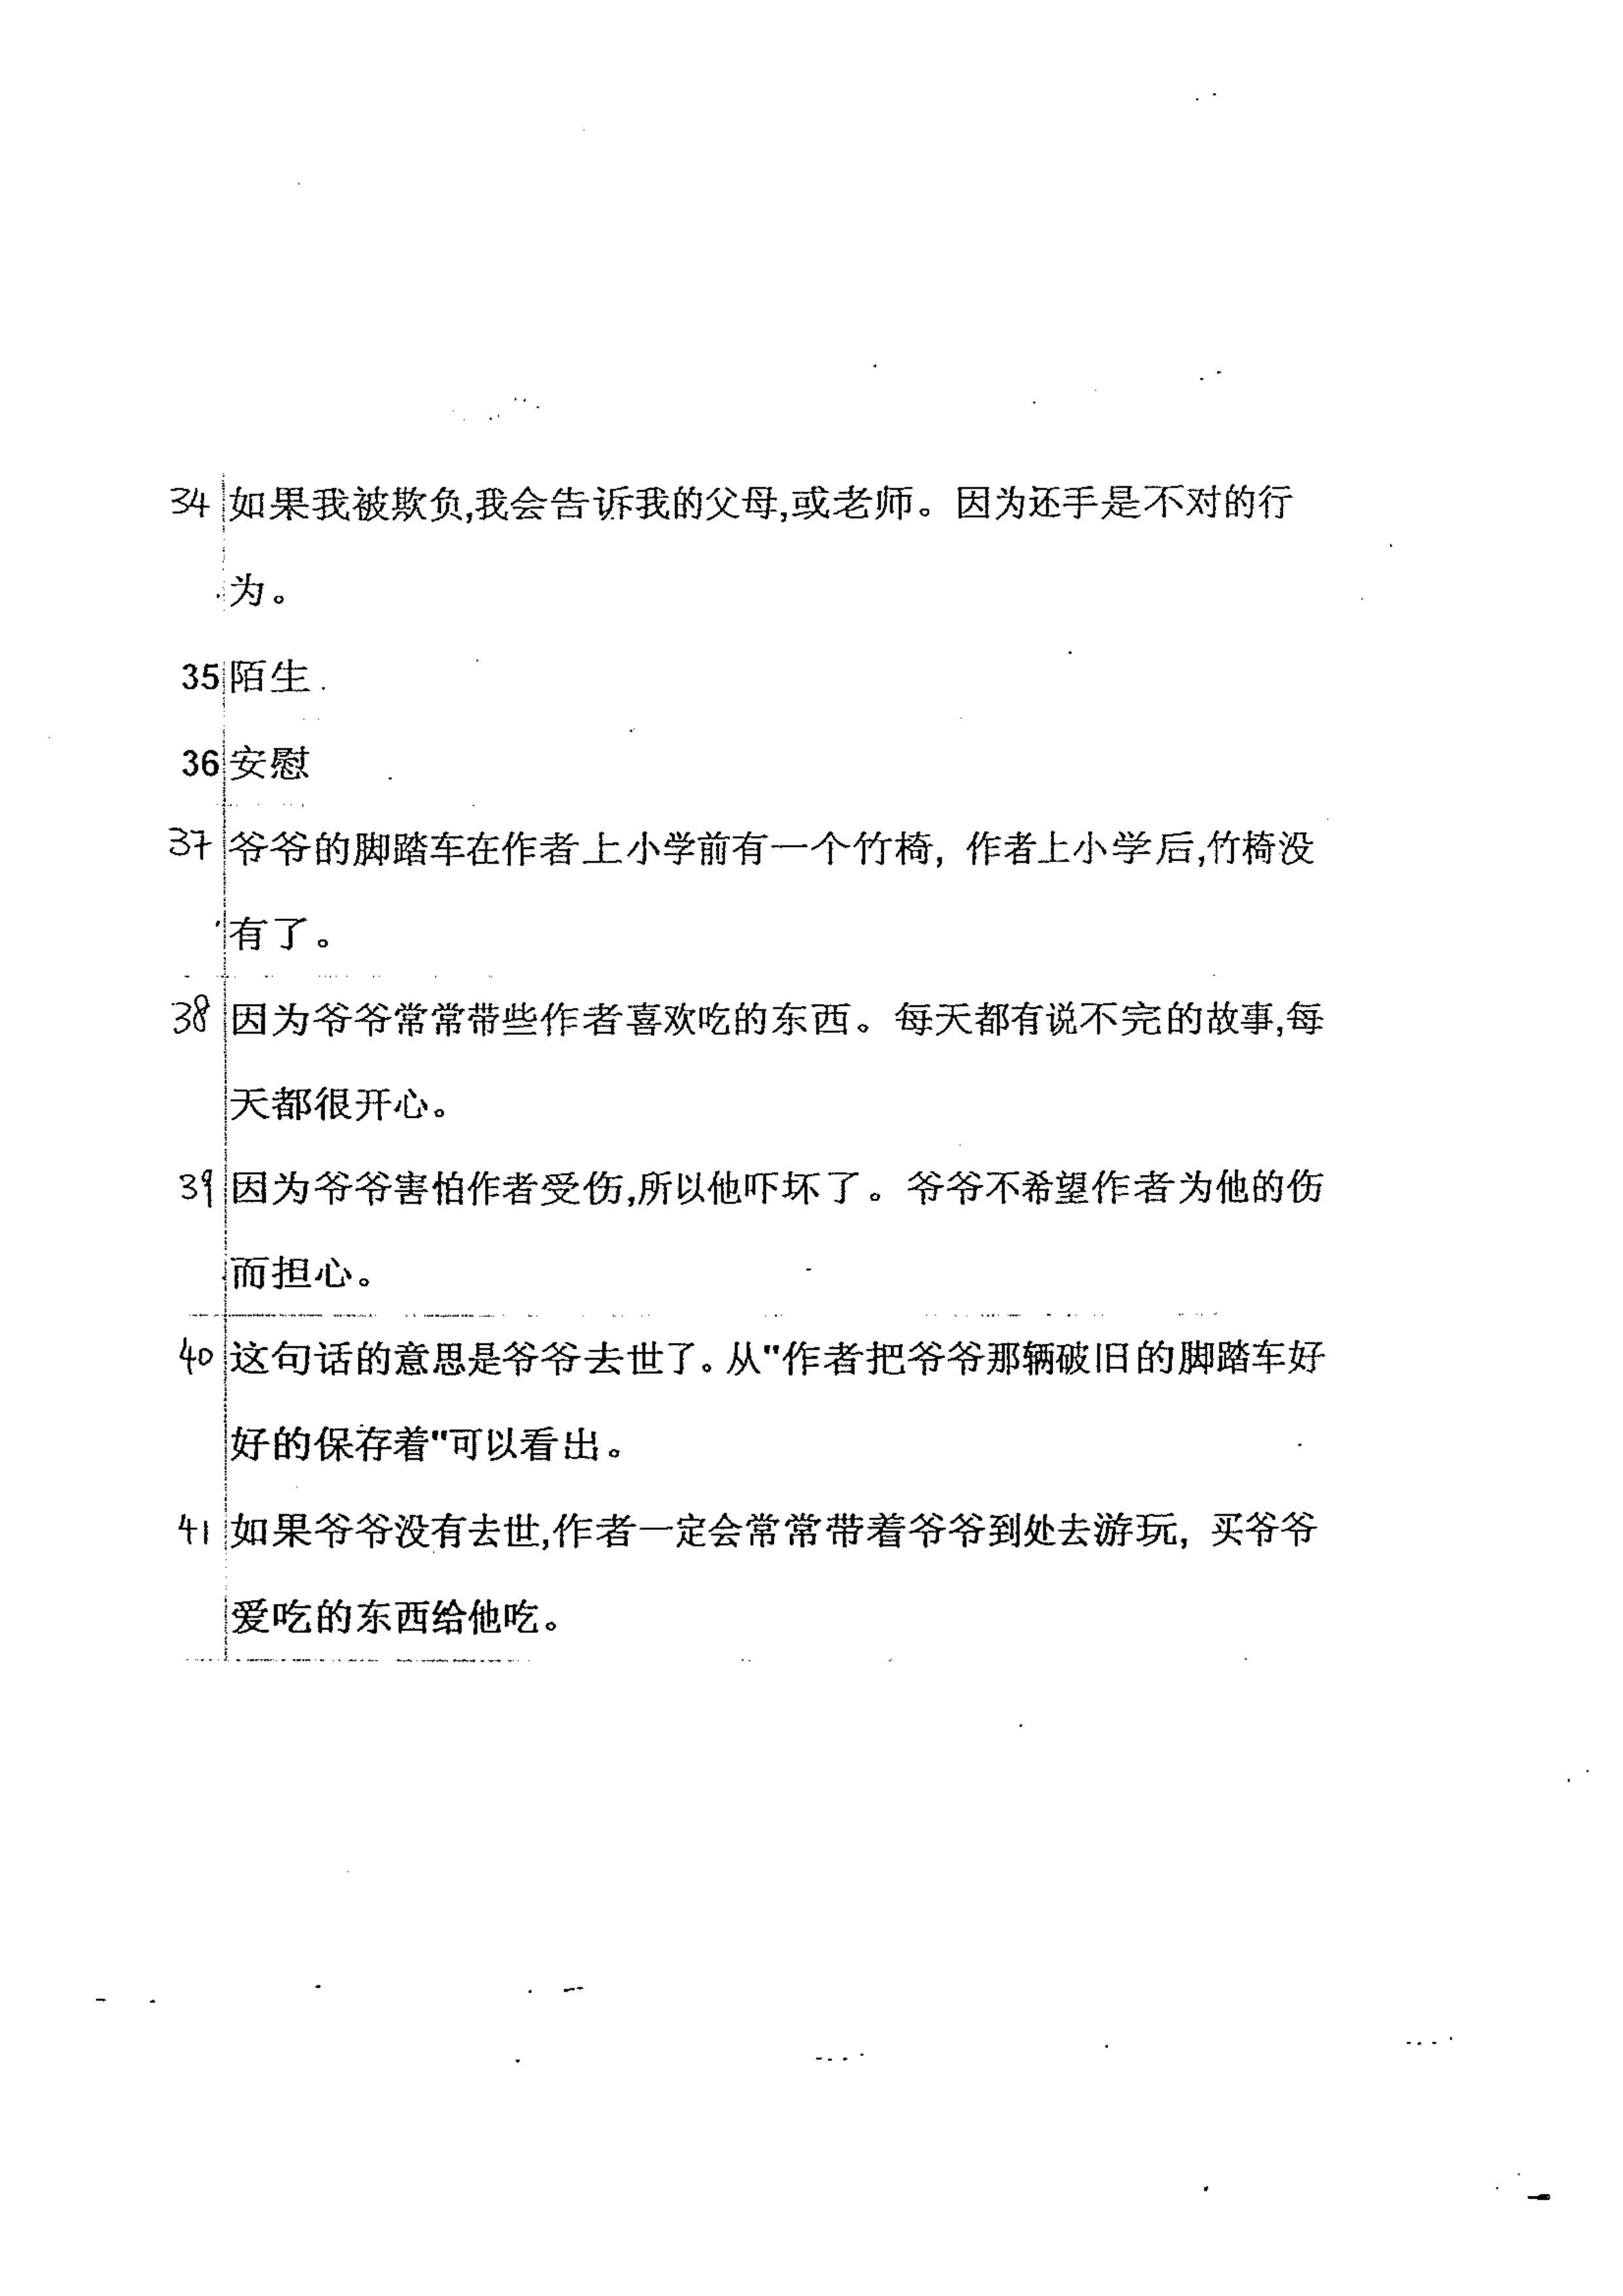 34 如果我被欺负,我会告诉我的父母,或老师。因为还手是不对的行
为。
35 陌生
36 安慰
37 爷爷的脚踏车在作者上小学前有一个竹椅, 作者上小学后,竹椅没
有了。
38 因为爷爷常常带些作者喜欢吃的东西。每天都有说不完的故事,每
天都很开心。
39 因为爷爷害怕作者受伤,所以他吓坏了。爷爷不希望作者为他的伤
而担心。
40 这句话的意思是爷爷去世了。从"作者把爷爷那辆破旧的脚踏车好
好的保存着"可以看出。
41 如果爷爷没有去世,作者一定会常常带着爷爷到处去游玩, 买爷爷
爱吃的东西给他吃。